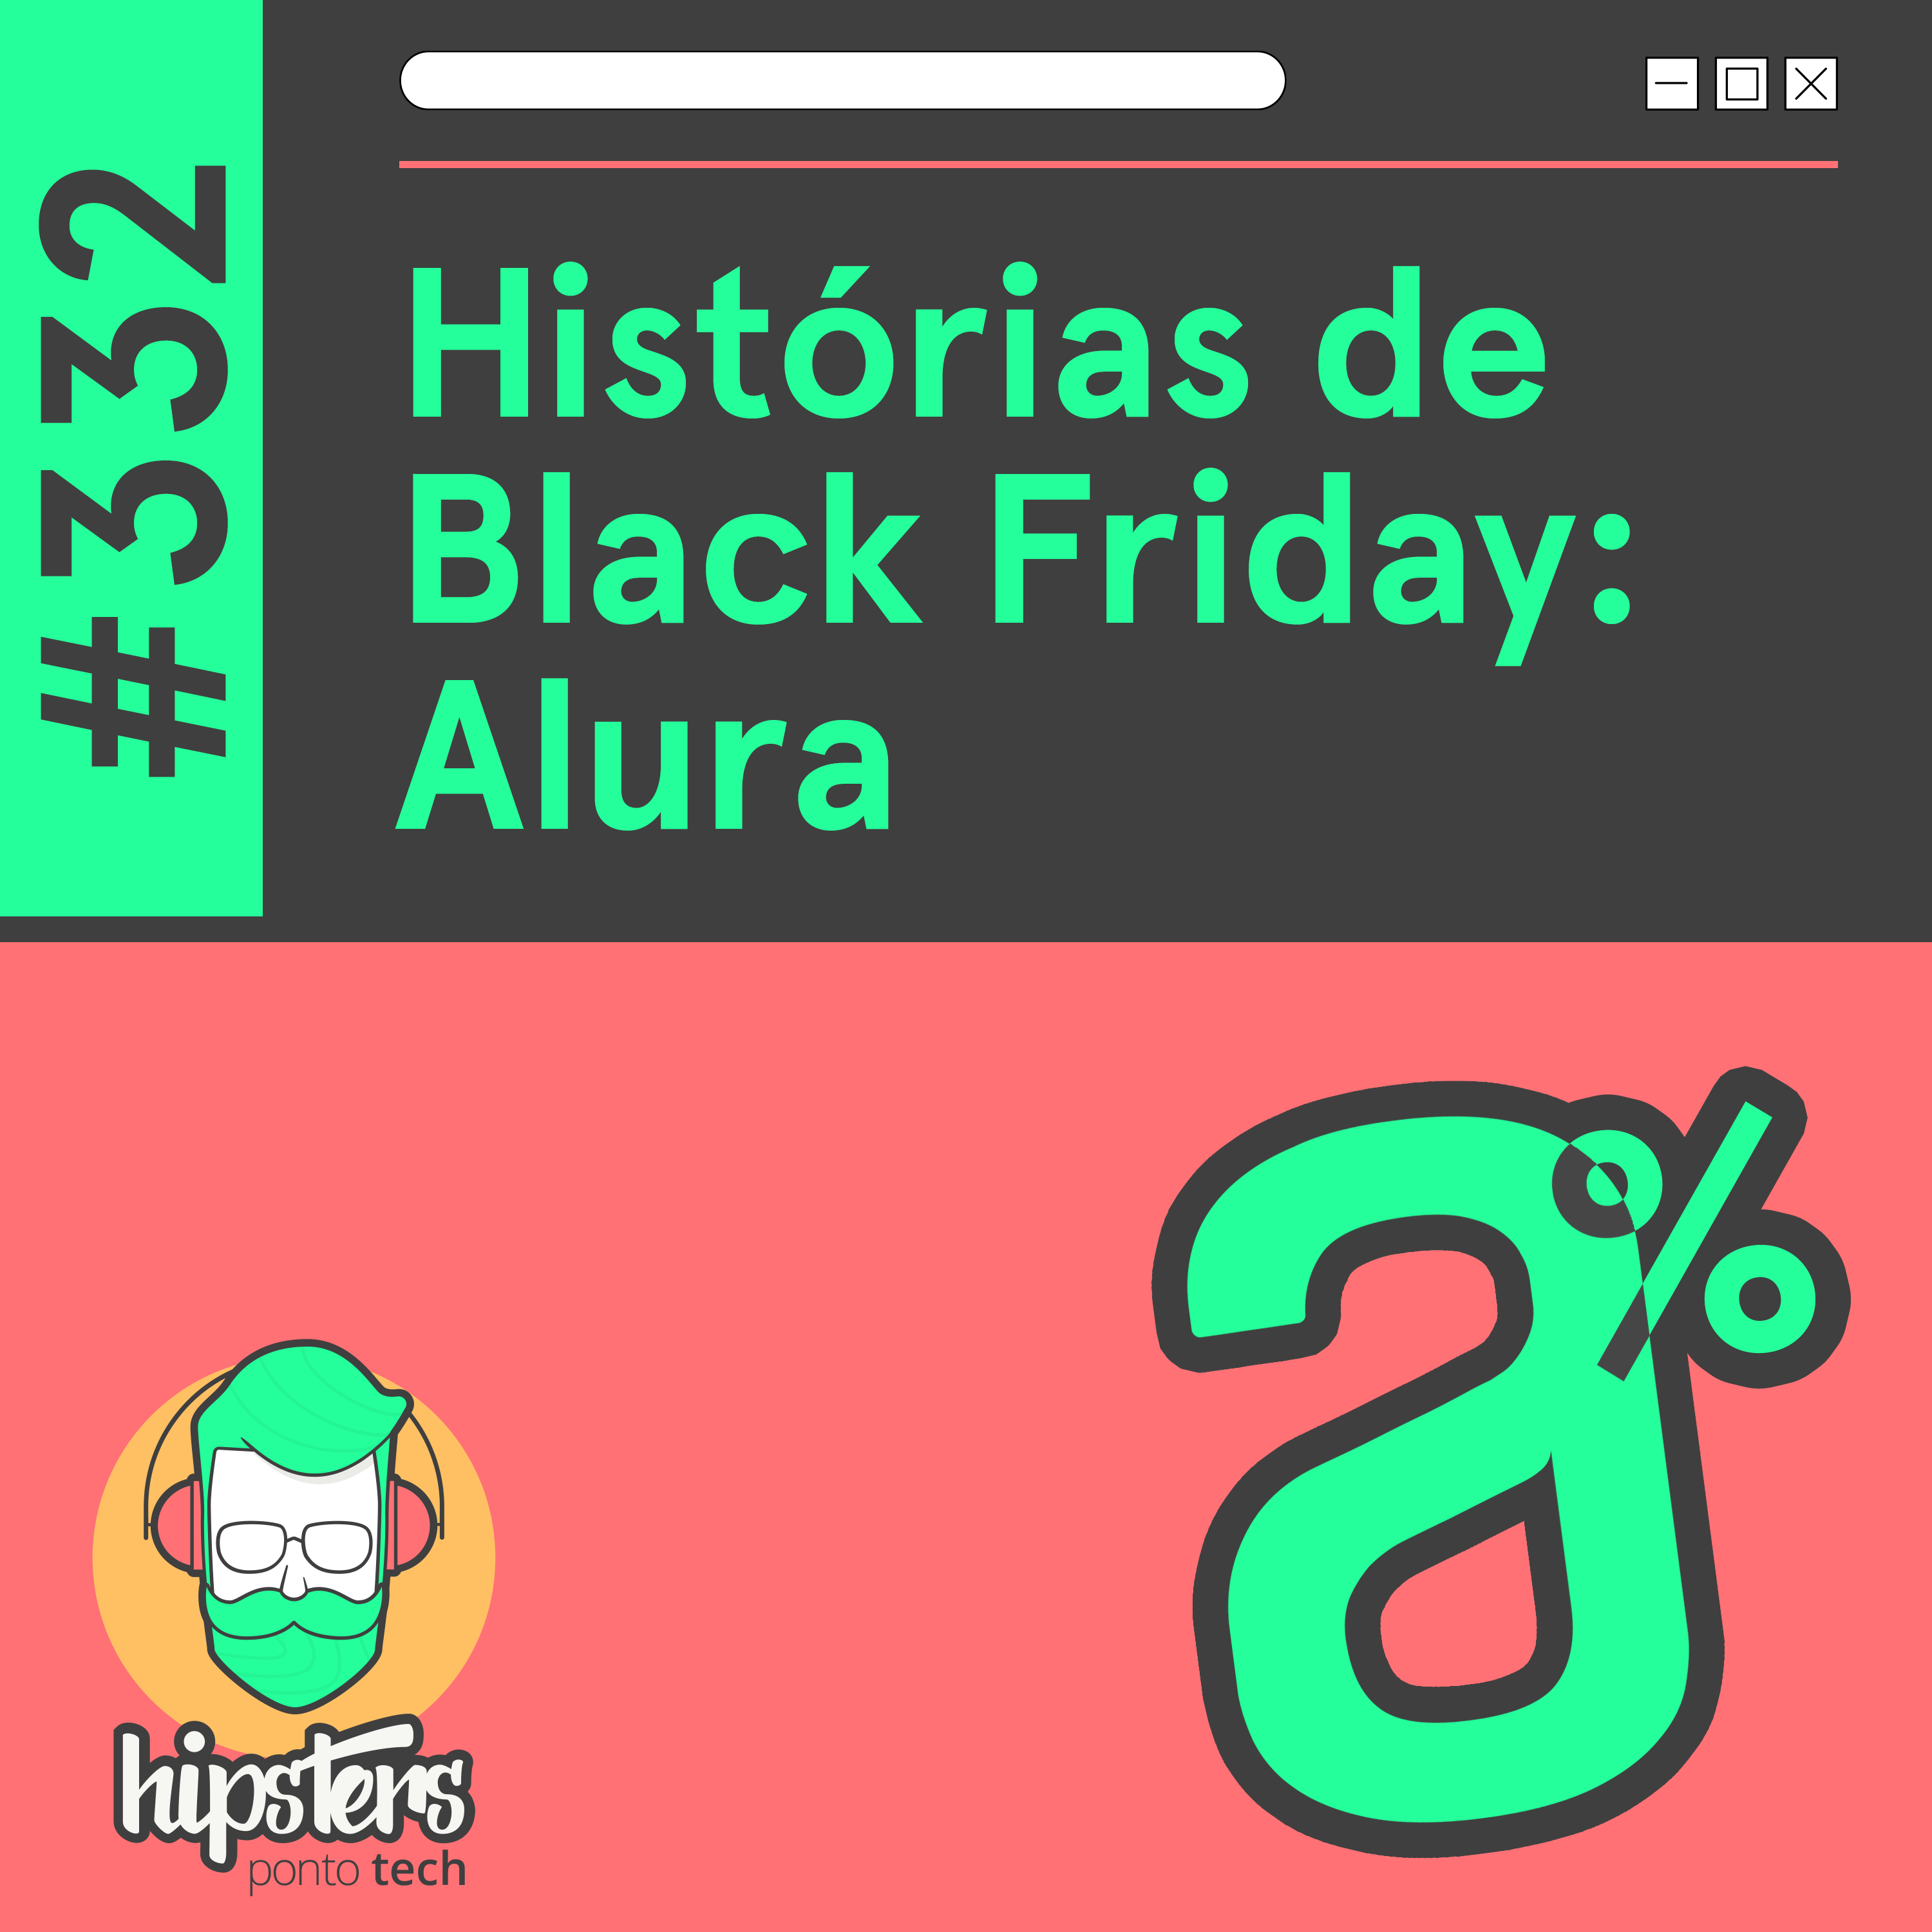 #332
Histórias de
Black Friday:
Alura
a%
hipsters
ponto tech